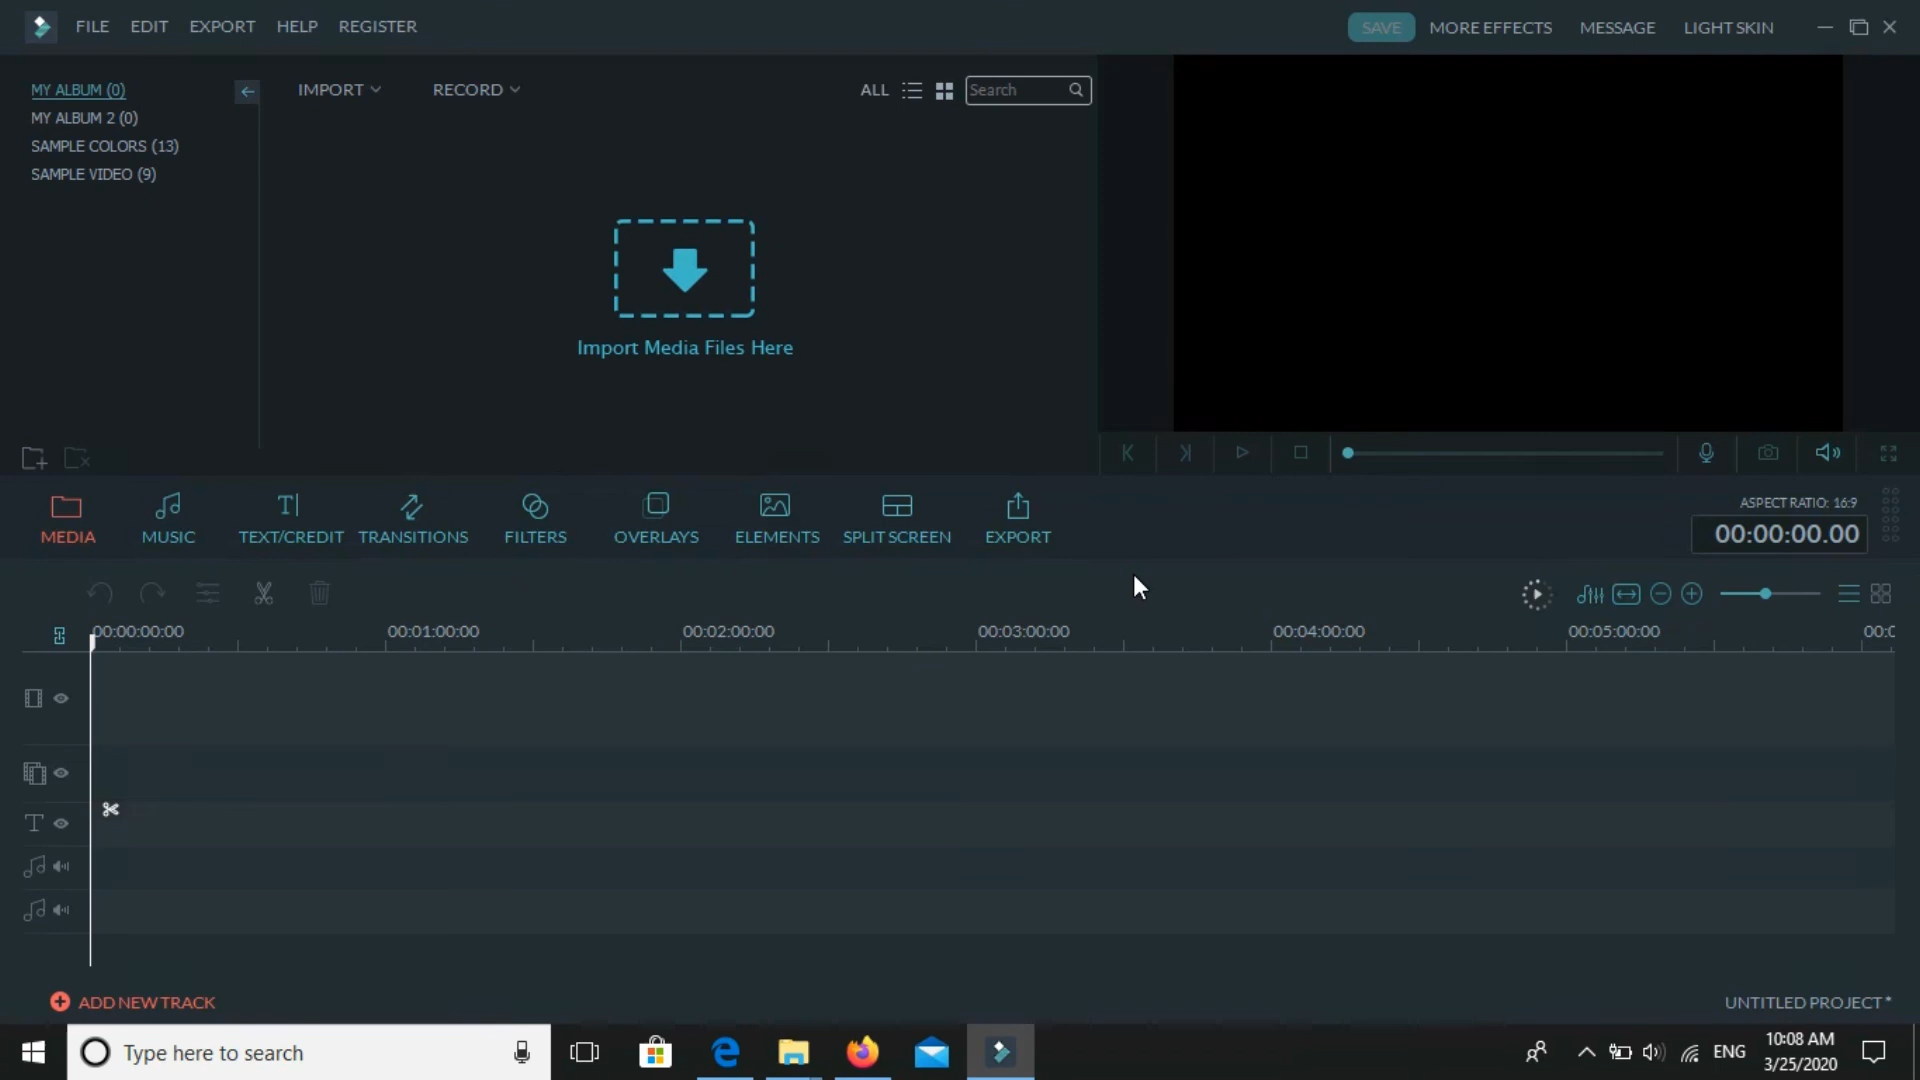 FILE EDIT EXPORT HELP REGISTER
SAVE MORE EFFECTS MESSAGE LIGHT SKIN
MY ALBUM (0)
MY ALBUM 2 (0)
SAMPLE COLORS (13)
SAMPLE VIDEO (9)
IMPORT RECORD ALL Search
Import Media Files Here
MEDIA MUSIC TEXT/CREDIT TRANSITIONS FILTERS OVERLAYS ELEMENTS SPLIT SCREEN EXPORT
ASPECT RATIO: 16:9
00:00:00.00
00:00:00:00 00:01:00:00 00:02:00:00 00:03:00:00 00:04:00:00 00:05:00:00 00:0
ADD NEW TRACK
UNTITLED PROJECT *
Type here to search
ENG
10:08 AM
3/25/2020